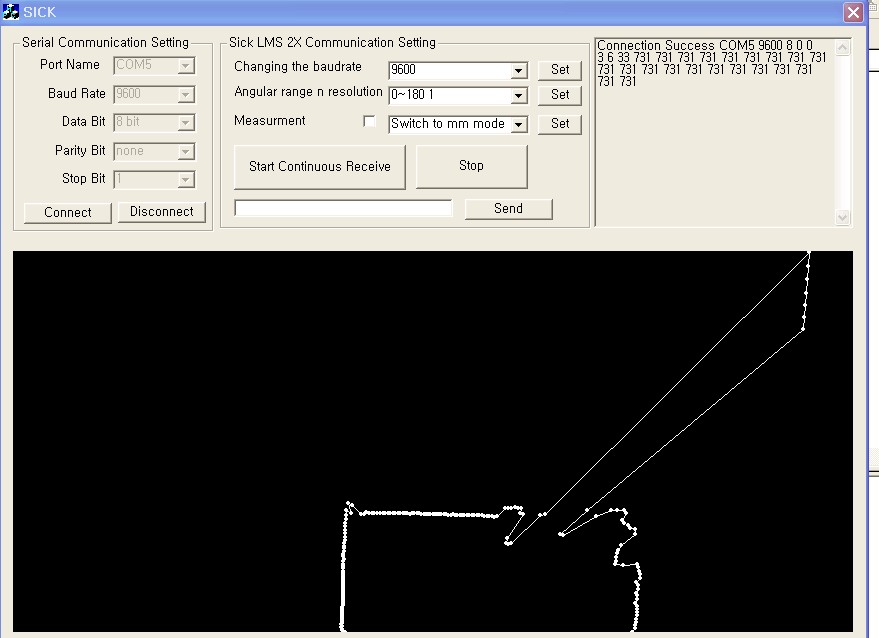 SICK
Serial Communication Setting
Port Name COM5
Baud Rate 9600
Data Bit 8 bit
Parity Bit none
Stop Bit 1
Connect Disconnect
Sick LMS 2X Communication Setting
Changing the baudrate 9600 Set
Angular range n resolution 0~180 1 Set
Measurment Switch to mm mode Set
Start Continuous Receive Stop
Send
Connection Success COM5 9600 8 0 0
3 6 33 731 731 731 731 731 731 731 731
731 731 731 731 731 731 731 731 731 731
731 731